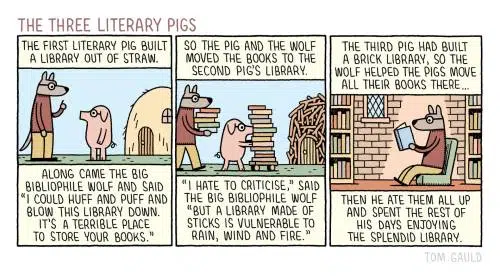 THE THREE LITERARY PIGS
THE FIRST LITERARY PIG BUILT
A LIBRARY OUT OF STRAW.
ALONG CAME THE BIG
BIBLIOPHILE WOLF AND SAID
"I COULD HUFF AND PUFF AND
BLOW THIS LIBRARY DOWN.
IT'S A TERRIBLE PLACE
TO STORE YOUR BOOKS."
SO THE PIG AND THE WOLF
MOVED THE BOOKS TO THE
SECOND PIG'S LIBRARY.
"I HATE TO CRITICISE," SAID
THE BIG BIBLIOPHILE WOLF
"BUT A LIBRARY MADE OF
STICKS IS VULNERABLE TO
RAIN, WIND AND FIRE."
THE THIRD PIG HAD BUILT
A BRICK LIBRARY, SO THE
WOLF HELPED THE PIGS MOVE
ALL THEIR BOOKS THERE...
THEN HE ATE THEM ALL UP
AND SPENT THE REST OF
HIS DAYS ENJOYING
THE SPLENDID LIBRARY.
TOM GAULD